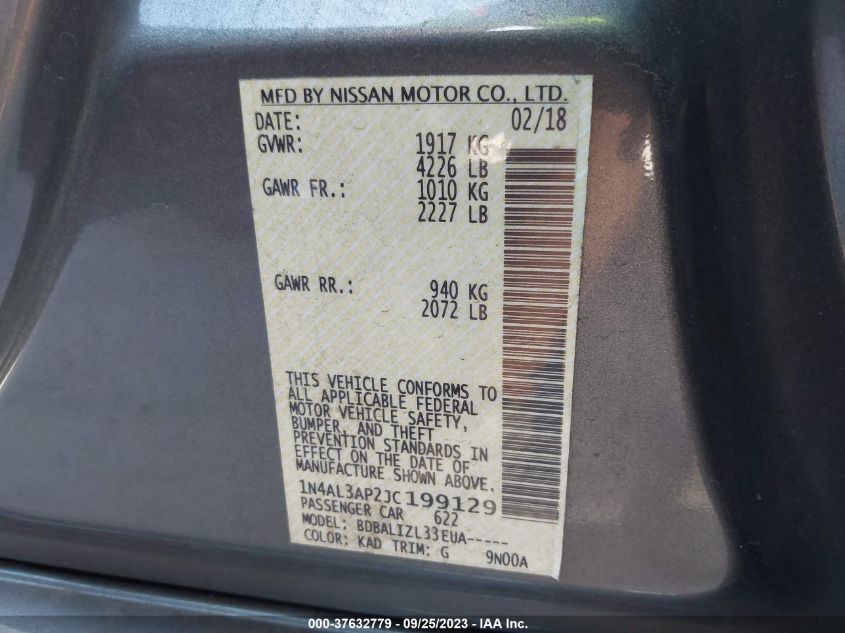 MFD BY NISSAN MOTOR CO., LTD.
DATE: 02/18
GVWR: 1917 KG
4226 LB
GAWR FR.: 1010 KG
2227 LB
GAWR RR.: 940 KG
2072 LB
THIS VEHICLE CONFORMS TO
ALL APPLICABLE FEDERAL
MOTOR VEHICLE SAFETY,
BUMPER, AND THEFT
PREVENTION STANDARDS IN
EFFECT ON THE DATE OF
MANUFACTURE SHOWN ABOVE.
1N4AL3AP2JC199129
PASSENGER CAR 622
MODEL: BDBALIZL33EUA-----
COLOR: KAD TRIM: G 9N00A
000-37632779 - 09/25/2023 - IAA Inc.